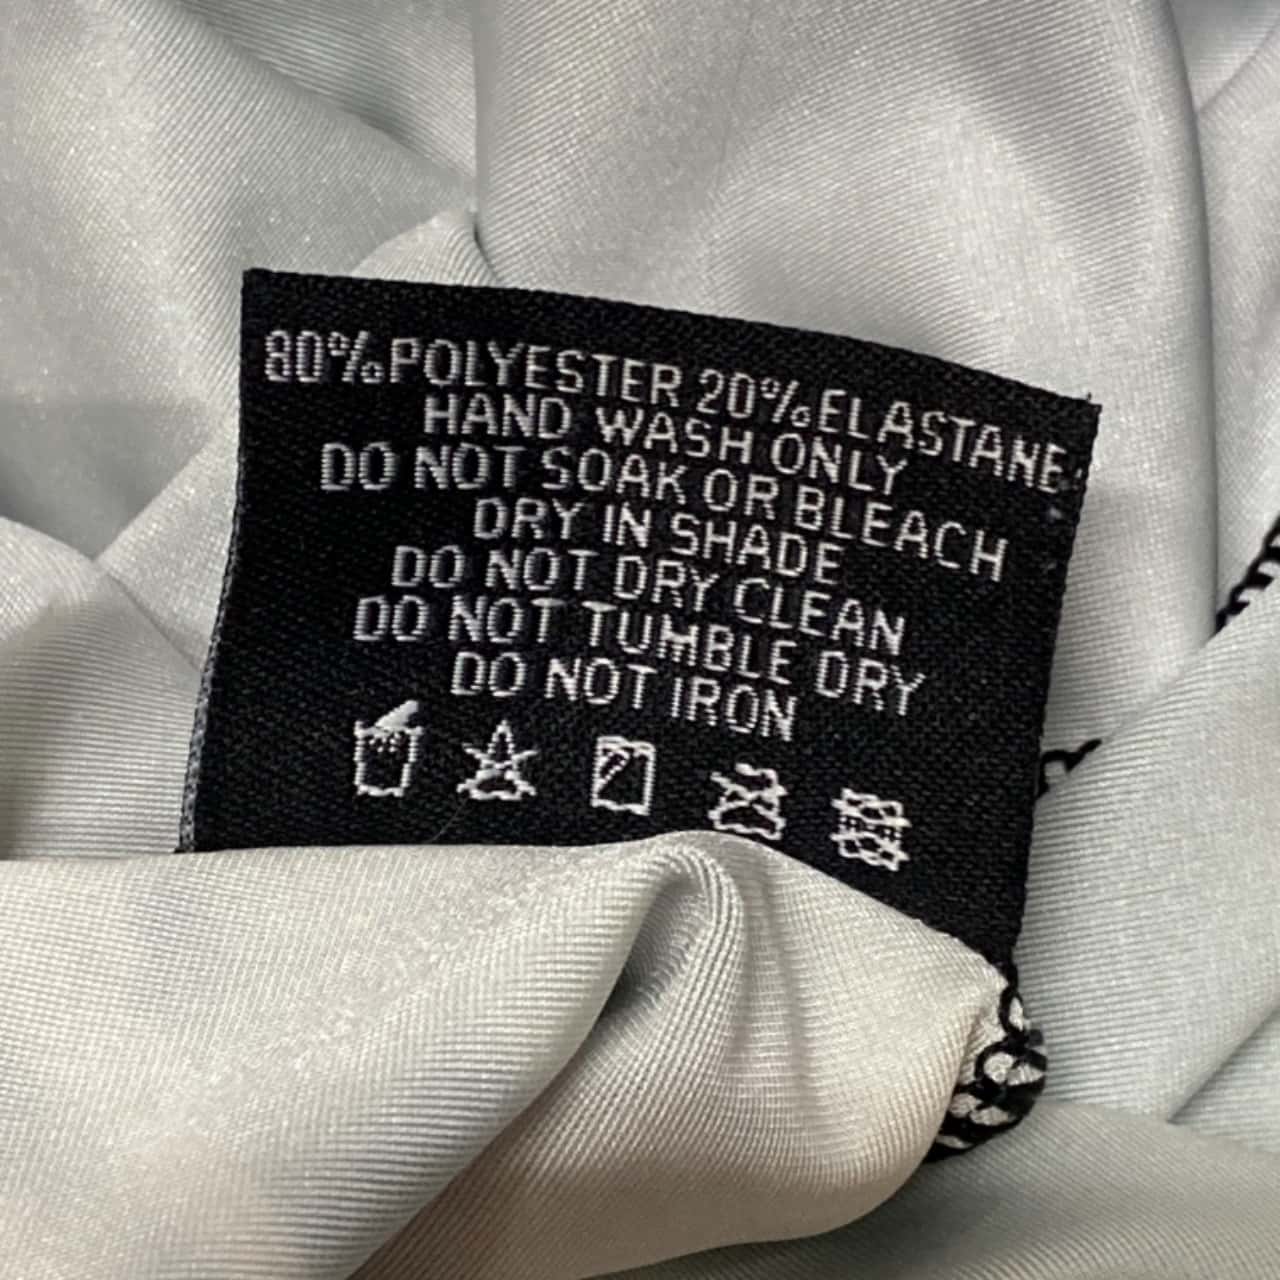 80%POLYESTER 20%ELASTANE
HAND WASH ONLY
DO NOT SOAK OR BLEACH
DRY IN SHADE
DO NOT DRY CLEAN
DO NOT TUMBLE DRY
DO NOT IRON